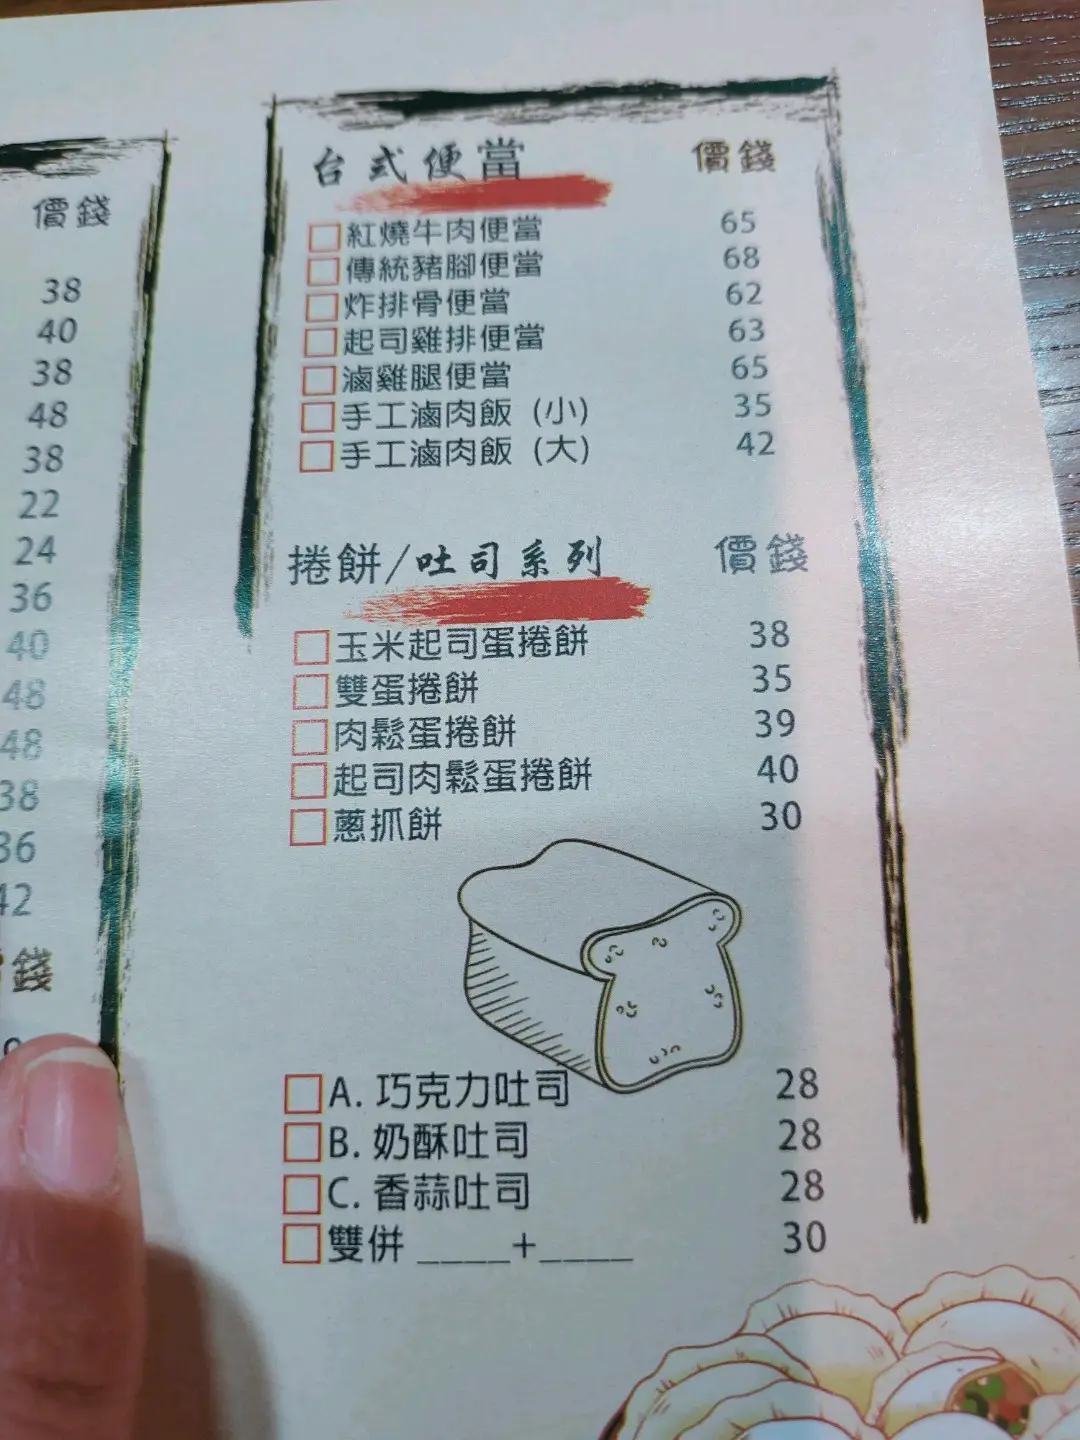 價錢
38
40
38
48
38
22
24
36
40
48
48
38
36
42
錢
台式便當 價錢
紅燒牛肉便當 65
傳統豬腳便當 68
炸排骨便當 62
起司雞排便當 63
滷雞腿便當 65
手工滷肉飯 (小) 35
手工滷肉飯 (大) 42
捲餅/吐司系列 價錢
玉米起司蛋捲餅 38
雙蛋捲餅 35
肉鬆蛋捲餅 39
起司肉鬆蛋捲餅 40
蔥抓餅 30
A. 巧克力吐司 28
B. 奶酥吐司 28
C. 香蒜吐司 28
雙併 ____+____ 30